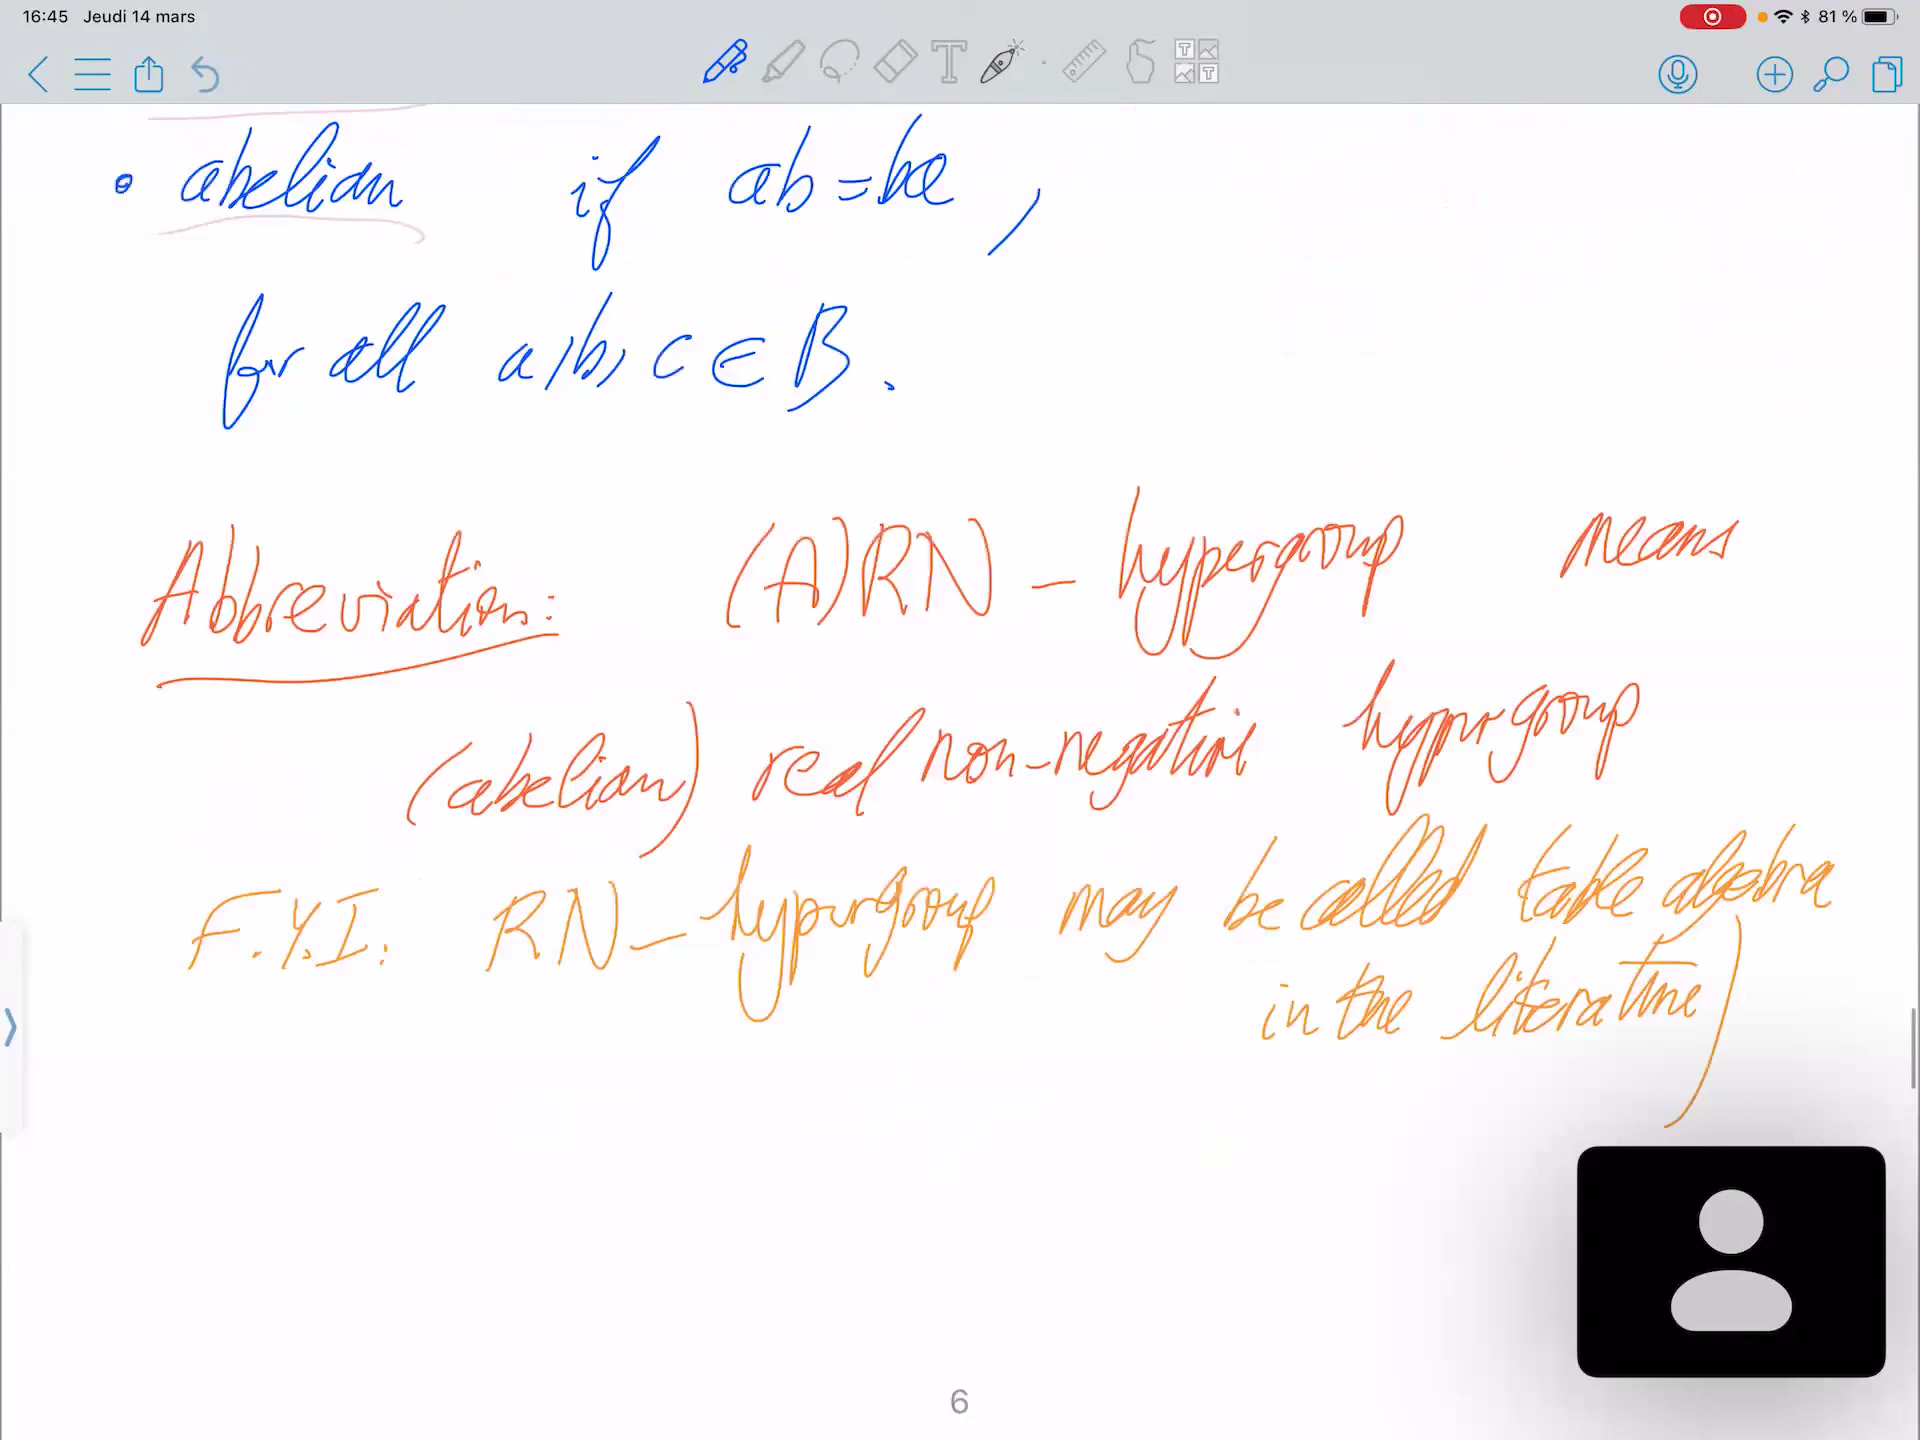 16:45 Jeudi 14 mars 81 %
• abelian if ab = ba ,
for all a, b, c ∈ B .
Abbreviation: (A)RN - hypergroup means
(abelian) real non-negative hypergroup
F.Y.I: RN - hypergroup may be called table algebra
in the literature)
6